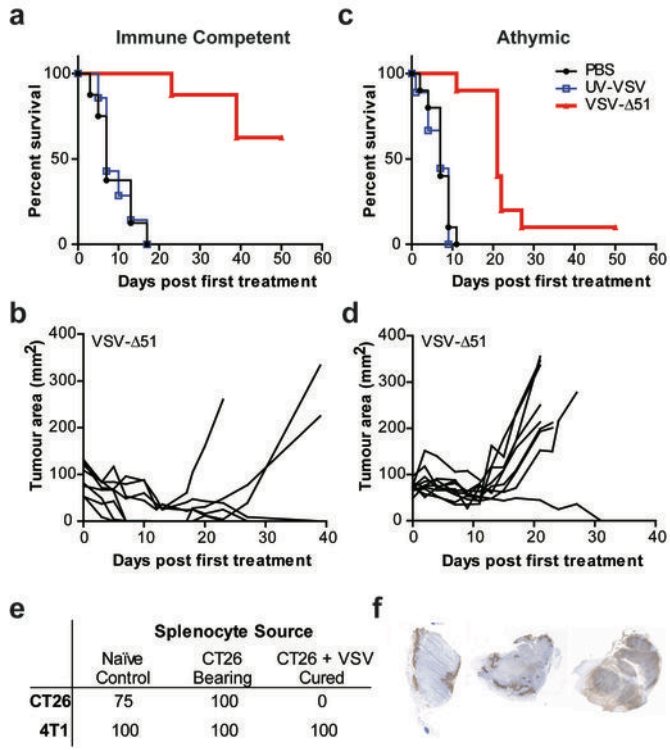 a
Immune Competent
Percent survival
100
50
0
0 10 20 30 40 50 60
Days post first treatment
c
Athymic
PBS
UV-VSV
VSV-Δ51
Percent survival
100
50
0
0 10 20 30 40 50 60
Days post first treatment
b
VSV-Δ51
Tumour area (mm²)
400
300
200
100
0
0 10 20 30 40
Days post first treatment
d
VSV-Δ51
Tumour area (mm²)
400
300
200
100
0
0 10 20 30 40
Days post first treatment
e
Splenocyte Source
Naïve CT26 CT26 + VSV
Control Bearing Cured
CT26 75 100 0
4T1 100 100 100
f